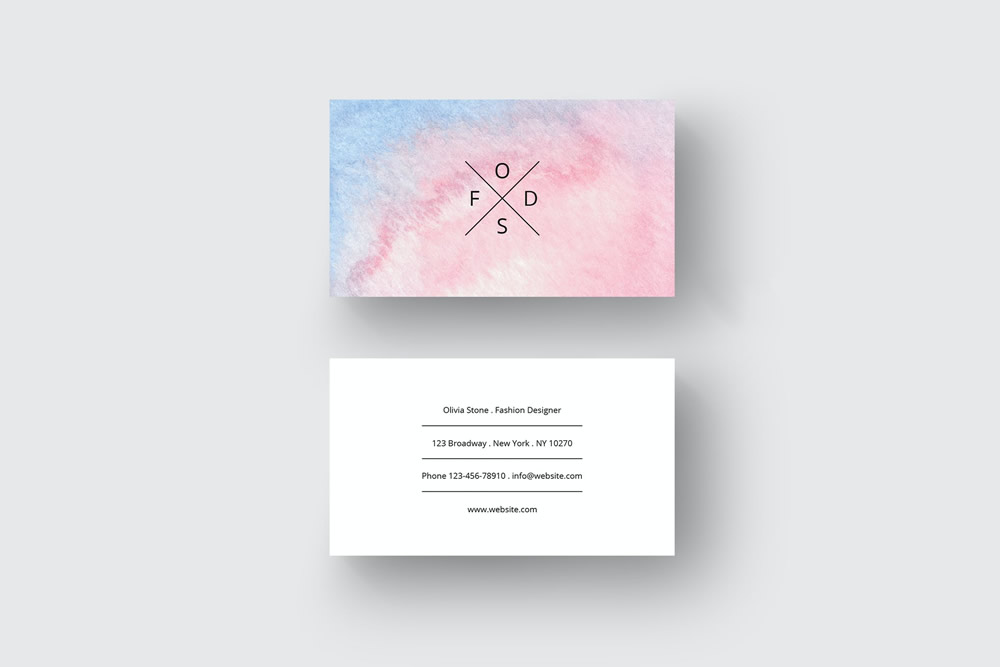 O
F D
S
Olivia Stone . Fashion Designer
123 Broadway . New York . NY 10270
Phone 123-456-78910 . info@website.com
www.website.com